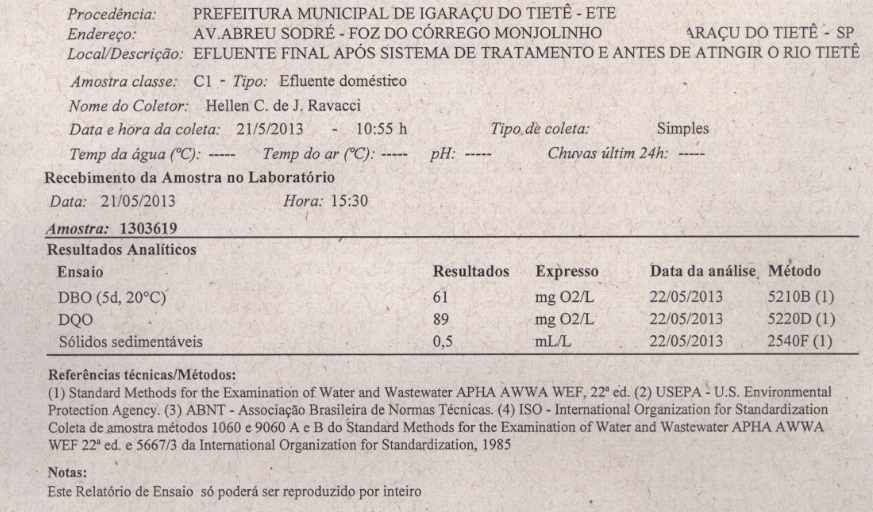 Procedência: PREFEITURA MUNICIPAL DE IGARAÇU DO TIETÊ - ETE
Endereço: AV.ABREU SODRÉ - FOZ DO CÓRREGO MONJOLINHO ARAÇU DO TIETÊ - SP
Local/Descrição: EFLUENTE FINAL APÓS SISTEMA DE TRATAMENTO E ANTES DE ATINGIR O RIO TIETÊ
Amostra classe: C1 - Tipo: Efluente doméstico
Nome do Coletor: Hellen C. de J. Ravacci
Data e hora da coleta: 21/5/2013 - 10:55 h Tipo de coleta: Simples
Temp da água (ºC): ----- Temp do ar (ºC): ----- pH: ----- Chuvas últim 24h: -----
Recebimento da Amostra no Laboratório
Data: 21/05/2013 Hora: 15:30
Amostra: 1303619
Resultados Analíticos
Ensaio Resultados Expresso Data da análise Método
DBO (5d, 20ºC) 61 mg O2/L 22/05/2013 5210B (1)
DQO 89 mg O2/L 22/05/2013 5220D (1)
Sólidos sedimentáveis 0,5 mL/L 22/05/2013 2540F (1)
Referências técnicas/Métodos:
(1) Standard Methods for the Examination of Water and Wastewater APHA AWWA WEF, 22ª ed. (2) USEPA - U.S. Environmental
Protection Agency. (3) ABNT - Associação Brasileira de Normas Técnicas. (4) ISO - International Organization for Standardization
Coleta de amostra métodos 1060 e 9060 A e B do Standard Methods for the Examination of Water and Wastewater APHA AWWA
WEF 22ª ed. e 5667/3 da International Organization for Standardization, 1985
Notas:
Este Relatório de Ensaio só poderá ser reproduzido por inteiro